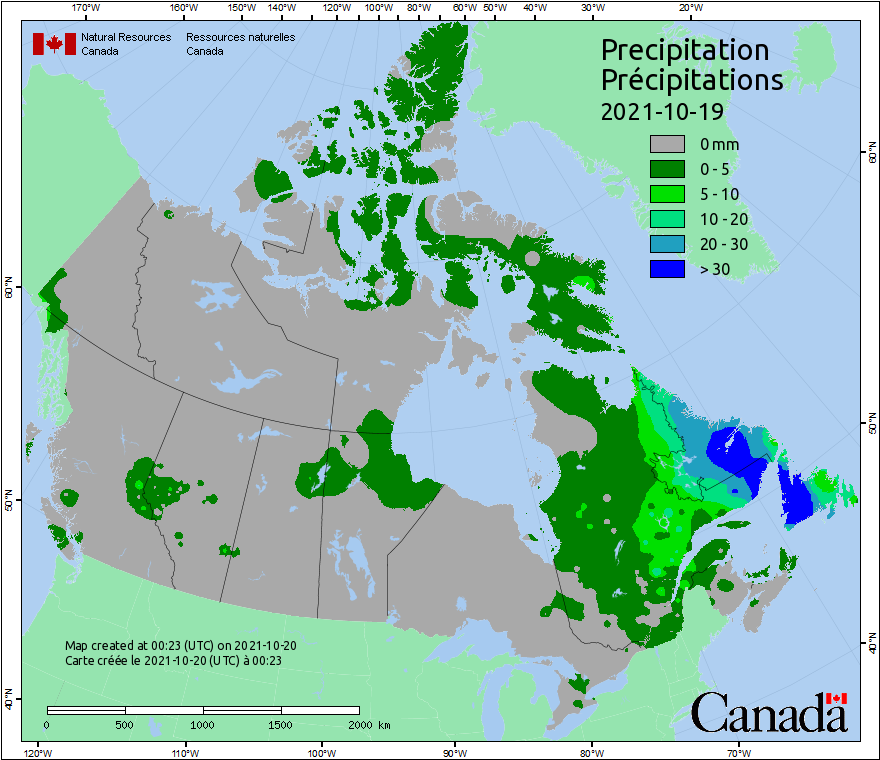 170°W 160°W 150°W 140°W 120°W 100°W 80°W 60°W 50°W 40°W 30°W 20°W
Natural Resources Ressources naturelles
Canada Canada
Precipitation
Précipitations
2021-10-19
0 mm
0 - 5
5 - 10
10 - 20
20 - 30
> 30
60°N
60°N
50°N
50°N
40°N
40°N
Map created at 00:23 (UTC) on 2021-10-20
Carte créée le 2021-10-20 (UTC) à 00:23
0 500 1000 1500 2000 km
Canada
120°W 110°W 100°W 90°W 80°W 70°W